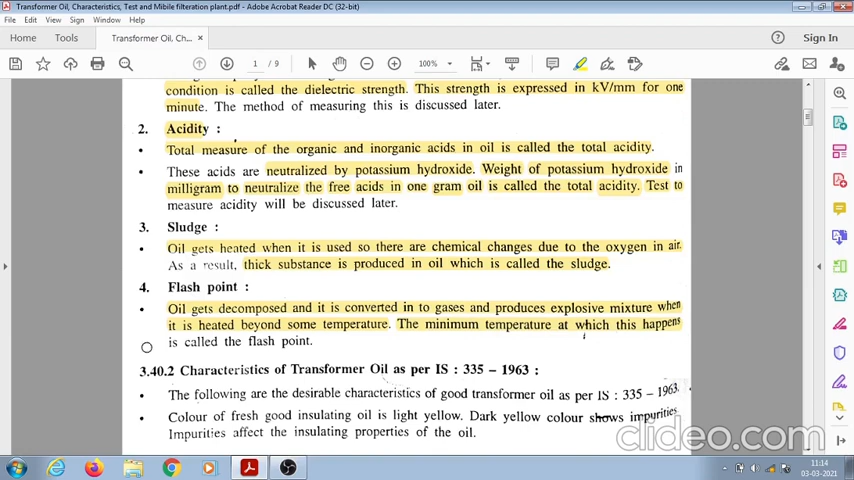 Transformer Oil, Characteristics, Test and Mibile filteration plant.pdf - Adobe Acrobat Reader DC (32-bit)
File Edit View Sign Window Help
Home Tools Transformer Oil, Ch... × Sign In
1 / 9 100%
condition is called the dielectric strength. This strength is expressed in kV/mm for one
minute. The method of measuring this is discussed later.
2. Acidity :
• Total measure of the organic and inorganic acids in oil is called the total acidity.
• These acids are neutralized by potassium hydroxide. Weight of potassium hydroxide in
milligram to neutralize the free acids in one gram oil is called the total acidity. Test to
measure acidity will be discussed later.
3. Sludge :
• Oil gets heated when it is used so there are chemical changes due to the oxygen in air.
As a result, thick substance is produced in oil which is called the sludge.
4. Flash point :
• Oil gets decomposed and it is converted in to gases and produces explosive mixture when
it is heated beyond some temperature. The minimum temperature at which this happens
is called the flash point.
3.40.2 Characteristics of Transformer Oil as per IS : 335 – 1963 :
• The following are the desirable characteristics of good transformer oil as per IS : 335 – 1963.
• Colour of fresh good insulating oil is light yellow. Dark yellow colour shows impurities.
Impurities affect the insulating properties of the oil.
clideo.com
11:14
03-03-2021